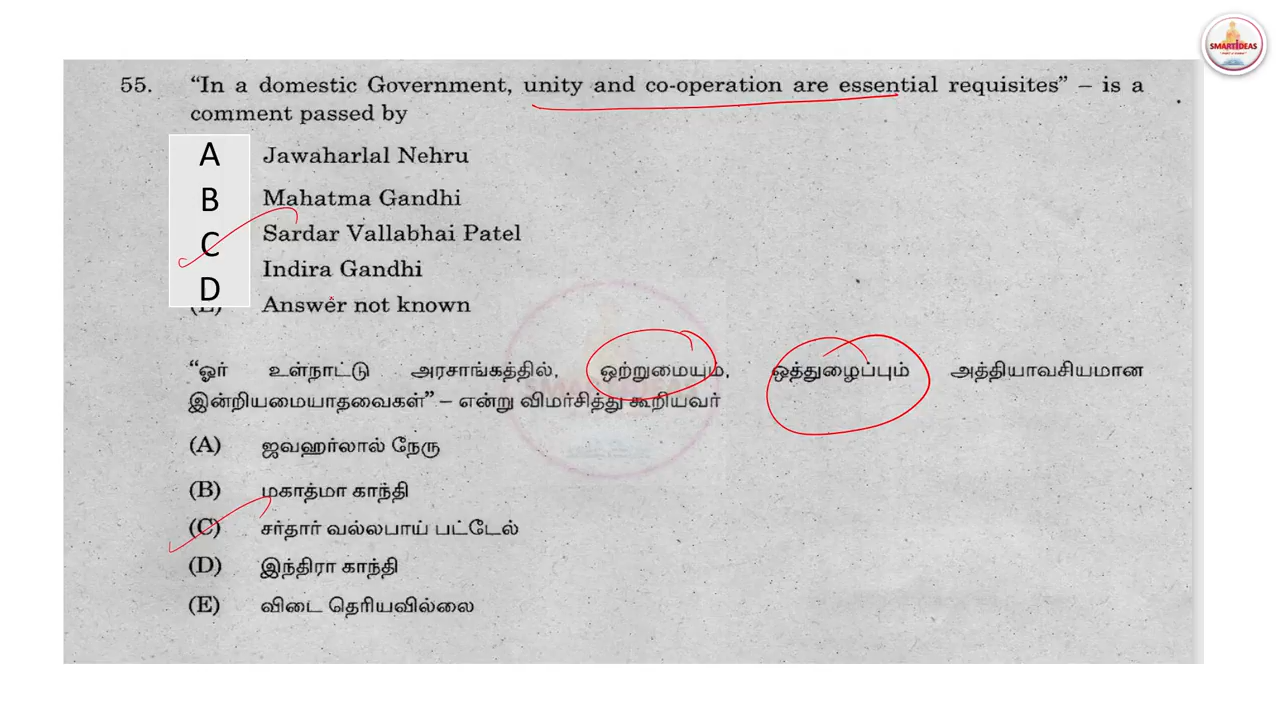 SMARTIDEAS
55. “In a domestic Government, unity and co-operation are essential requisites” – is a
comment passed by
A Jawaharlal Nehru
B Mahatma Gandhi
C Sardar Vallabhai Patel
D Indira Gandhi
(E) Answer not known
“ஓர் உள்நாட்டு அரசாங்கத்தில், ஒற்றுமையும், ஒத்துழைப்பும் அத்தியாவசியமான
இன்றியமையாதவைகள்” – என்று விமர்சித்து கூறியவர்
(A) ஜவஹர்லால் நேரு
(B) மகாத்மா காந்தி
(C) சர்தார் வல்லபாய் பட்டேல்
(D) இந்திரா காந்தி
(E) விடை தெரியவில்லை
SMARTIDEAS